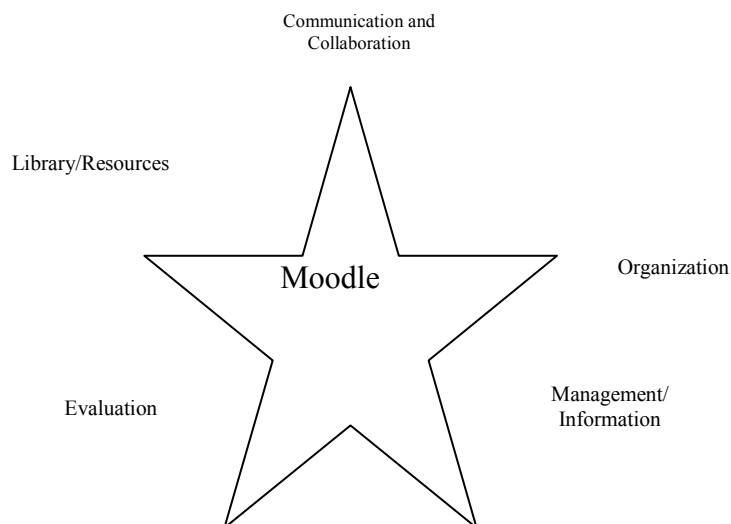 Communication and
Collaboration
Library/Resources
Organization
Moodle
Evaluation
Management/
Information